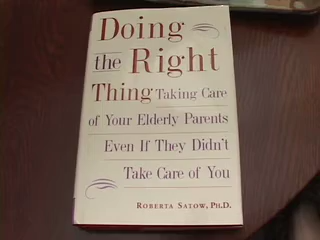 Doing
the Right
Thing Taking Care
of Your Elderly Parents
Even If They Didn't
Take Care of You
Roberta Satow, Ph.D.